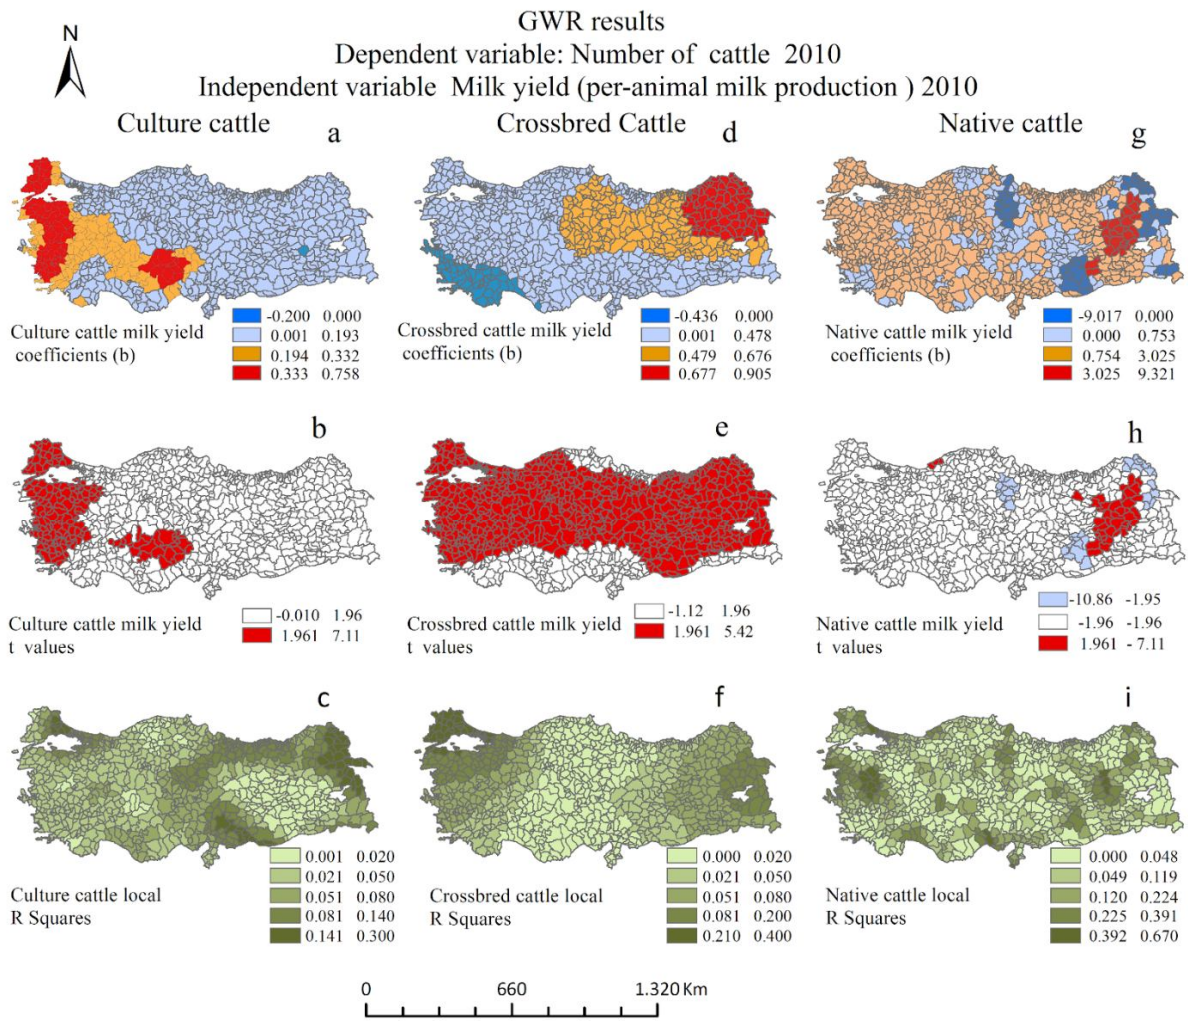 N
GWR results
Dependent variable: Number of cattle 2010
Independent variable Milk yield (per-animal milk production ) 2010
Culture cattle
a
Crossbred Cattle
d
Native cattle
g
Culture cattle milk yield
coefficients (b)
-0.200 0.000
0.001 0.193
0.194 0.332
0.333 0.758
Crossbred cattle milk yield
coefficients (b)
-0.436 0.000
0.001 0.478
0.479 0.676
0.677 0.905
Native cattle milk yield
coefficients (b)
-9.017 0.000
0.000 0.753
0.754 3.025
3.025 9.321
b
e
h
Culture cattle milk yield
t values
-0.010 1.96
1.961 7.11
Crossbred cattle milk yield
t values
-1.12 1.96
1.961 5.42
Native cattle milk yield
t values
-10.86 -1.95
-1.96 -1.96
1.961 - 7.11
c
f
i
Culture cattle local
R Squares
0.001 0.020
0.021 0.050
0.051 0.080
0.081 0.140
0.141 0.300
Crossbred cattle local
R Squares
0.000 0.020
0.021 0.050
0.051 0.080
0.081 0.200
0.210 0.400
Native cattle local
R Squares
0.000 0.048
0.049 0.119
0.120 0.224
0.225 0.391
0.392 0.670
0 660 1.320 Km